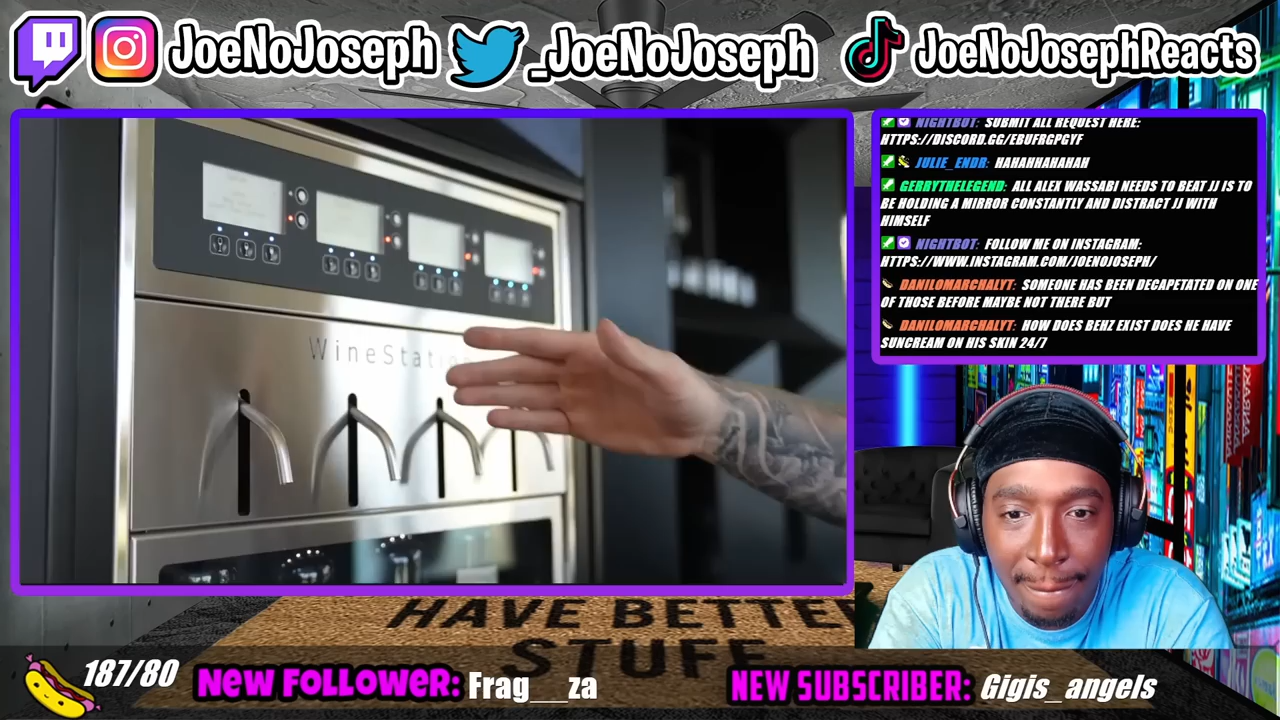 JoeNoJoseph _JoeNoJoseph JoeNoJosephReacts
NIGHTBOT: SUBMIT ALL REQUEST HERE:
HTTPS://DISCORD.GG/EBUFRGPGYF
JULIE_ENDR: HAHAHHAHAHAH
GERRYTHELEGEND: ALL ALEX WASSABI NEEDS TO BEAT JJ IS TO
BE HOLDING A MIRROR CONSTANTLY AND DISTRACT JJ WITH
HIMSELF
NIGHTBOT: FOLLOW ME ON INSTAGRAM:
HTTPS://WWW.INSTAGRAM.COM/JOENOJOSEPH/
DANILOMARCHALYT: SOMEONE HAS BEEN DECAPETATED ON ONE
OF THOSE BEFORE MAYBE NOT THERE BUT
DANILOMARCHALYT: HOW DOES BEHZ EXIST DOES HE HAVE
SUNCREAM ON HIS SKIN 24/7
WineStation
HAVE BETTER
STUFF
187/80 NEW FOLLOWER: Frag__za NEW SUBSCRIBER: Gigis_angels